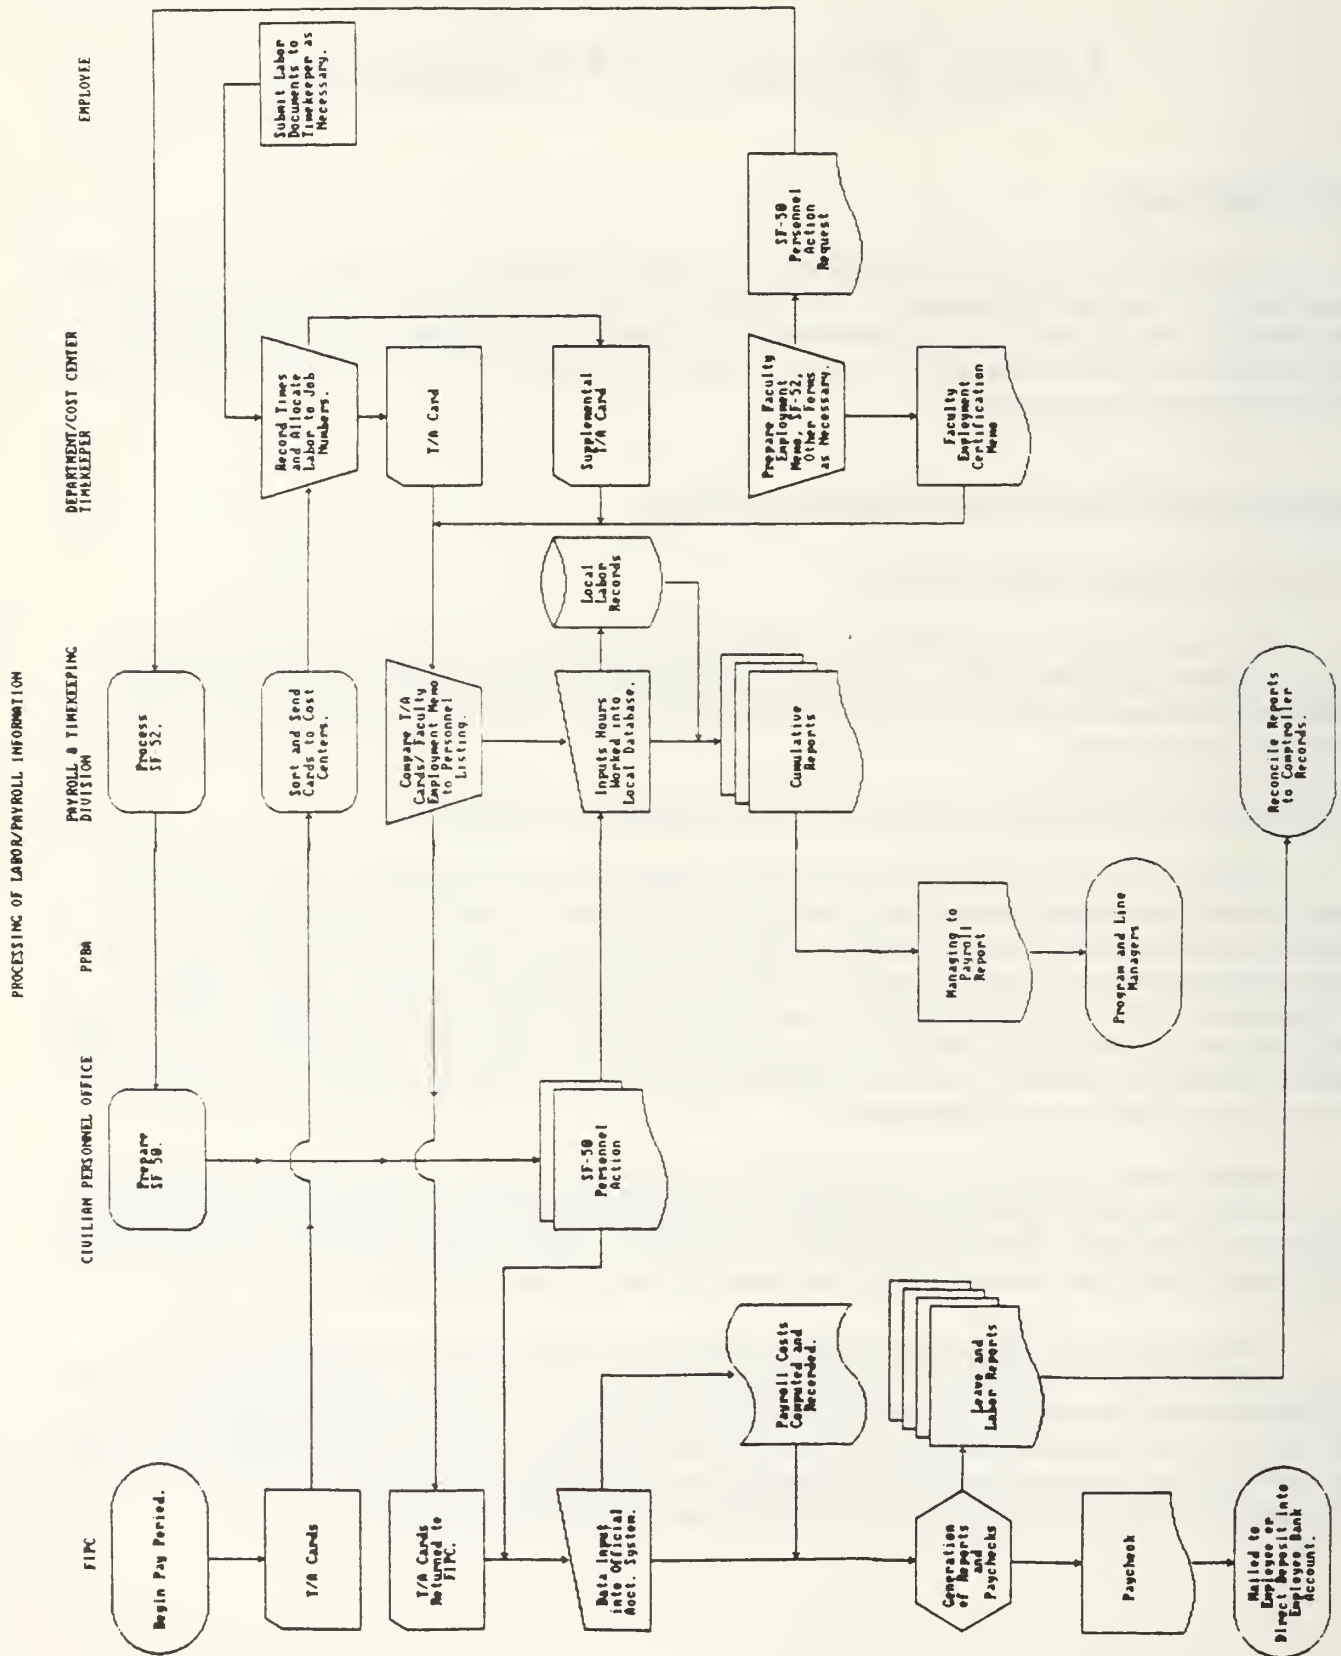 PROCESSING OF LABOR/PAYROLL INFORMATION
FIPC
CIVILIAN PERSONNEL OFFICE
PPBA
PAYROLL & TIMEKEEPING
DIVISION
DEPARTMENT/COST CENTER
TIMEKEEPER
EMPLOYEE
Begin Pay Period.
Prepare
SF 50.
Process
SF-52.
Submit Labor
Documents to
Timekeeper as
Necessary.
T/A Cards
Sort and Send
Cards to Cost
Centers.
Record Times
and Allocate
Labor to Job
Numbers.
T/A Cards
Returned to
FIPC.
Compare T/A
Cards/ Faculty
Employment Memo
to Personnel
Listing.
T/A Card
Data Input
into Official
Acct. System.
SF-50
Personnel
Action
Inputs Hours
Worked into
Local Database.
Local
Labor
Records
Supplemental
T/A Card
Payroll Costs
Computed and
Recorded.
Cumulative
Reports
Prepare Faculty
Employment
Memo, SF-52,
Other Forms
as Necessary.
SF-50
Personnel
Action
Request
Generation
of Reports
and
Paychecks
Leave and
Labor Reports
Managing to
Payroll
Report
Faculty
Employment
Certification
Memo
Paycheck
Program and Line
Managers
Mailed to
Employee or
Direct Deposit into
Employee Bank
Account.
Reconcile Reports
to Comptroller
Records.